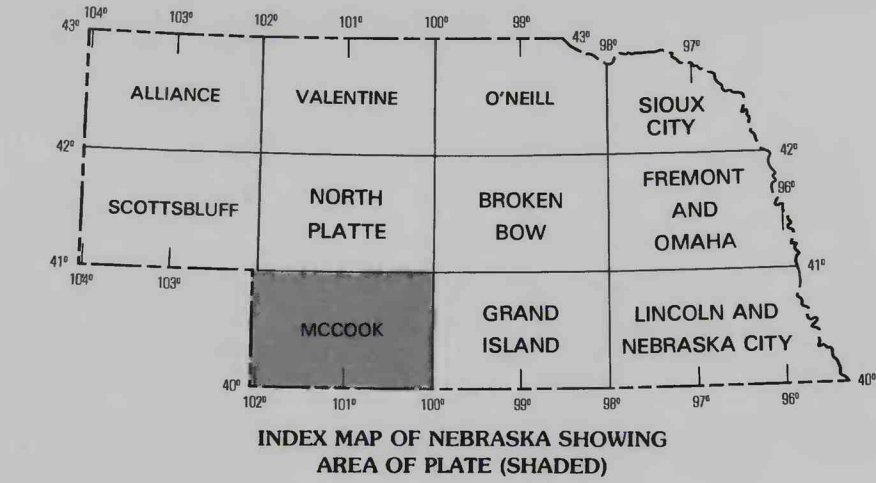 104° 103° 102° 101° 100° 99°
43° 43° 98° 97°
ALLIANCE VALENTINE O'NEILL SIOUX
CITY
42° 42°
96°
SCOTTSBLUFF NORTH
PLATTE BROKEN
BOW FREMONT
AND
OMAHA
41° 41°
104° 103°
MCCOOK GRAND
ISLAND LINCOLN AND
NEBRASKA CITY
40° 40°
102° 101° 100° 99° 98° 97° 96°
INDEX MAP OF NEBRASKA SHOWING
AREA OF PLATE (SHADED)